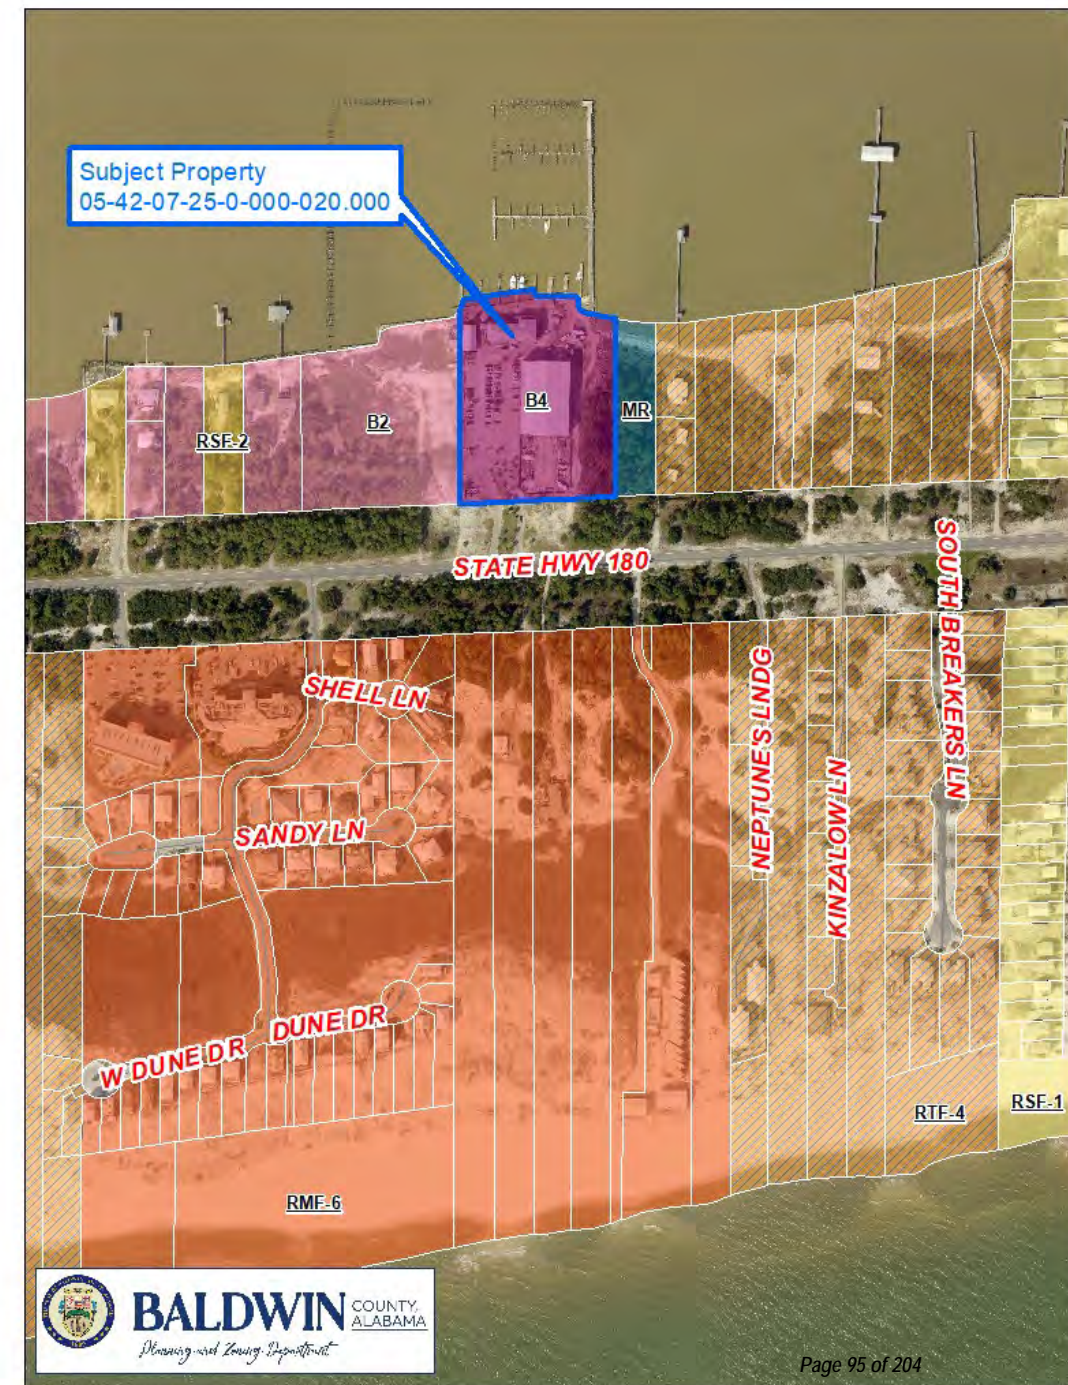 Subject Property
05-42-07-25-0-000-020.000
B4
MR
B2
RSF-2
STATE HWY 180
SOUTH BREAKERS LN
SHELL LN
NEPTUNE'S LNDG
KINZALOW LN
SANDY LN
DUNE DR
W DUNE DR
RSF-1
RTF-4
RMF-6
BALDWIN COUNTY, ALABAMA
Planning and Zoning Department
Page 95 of 204